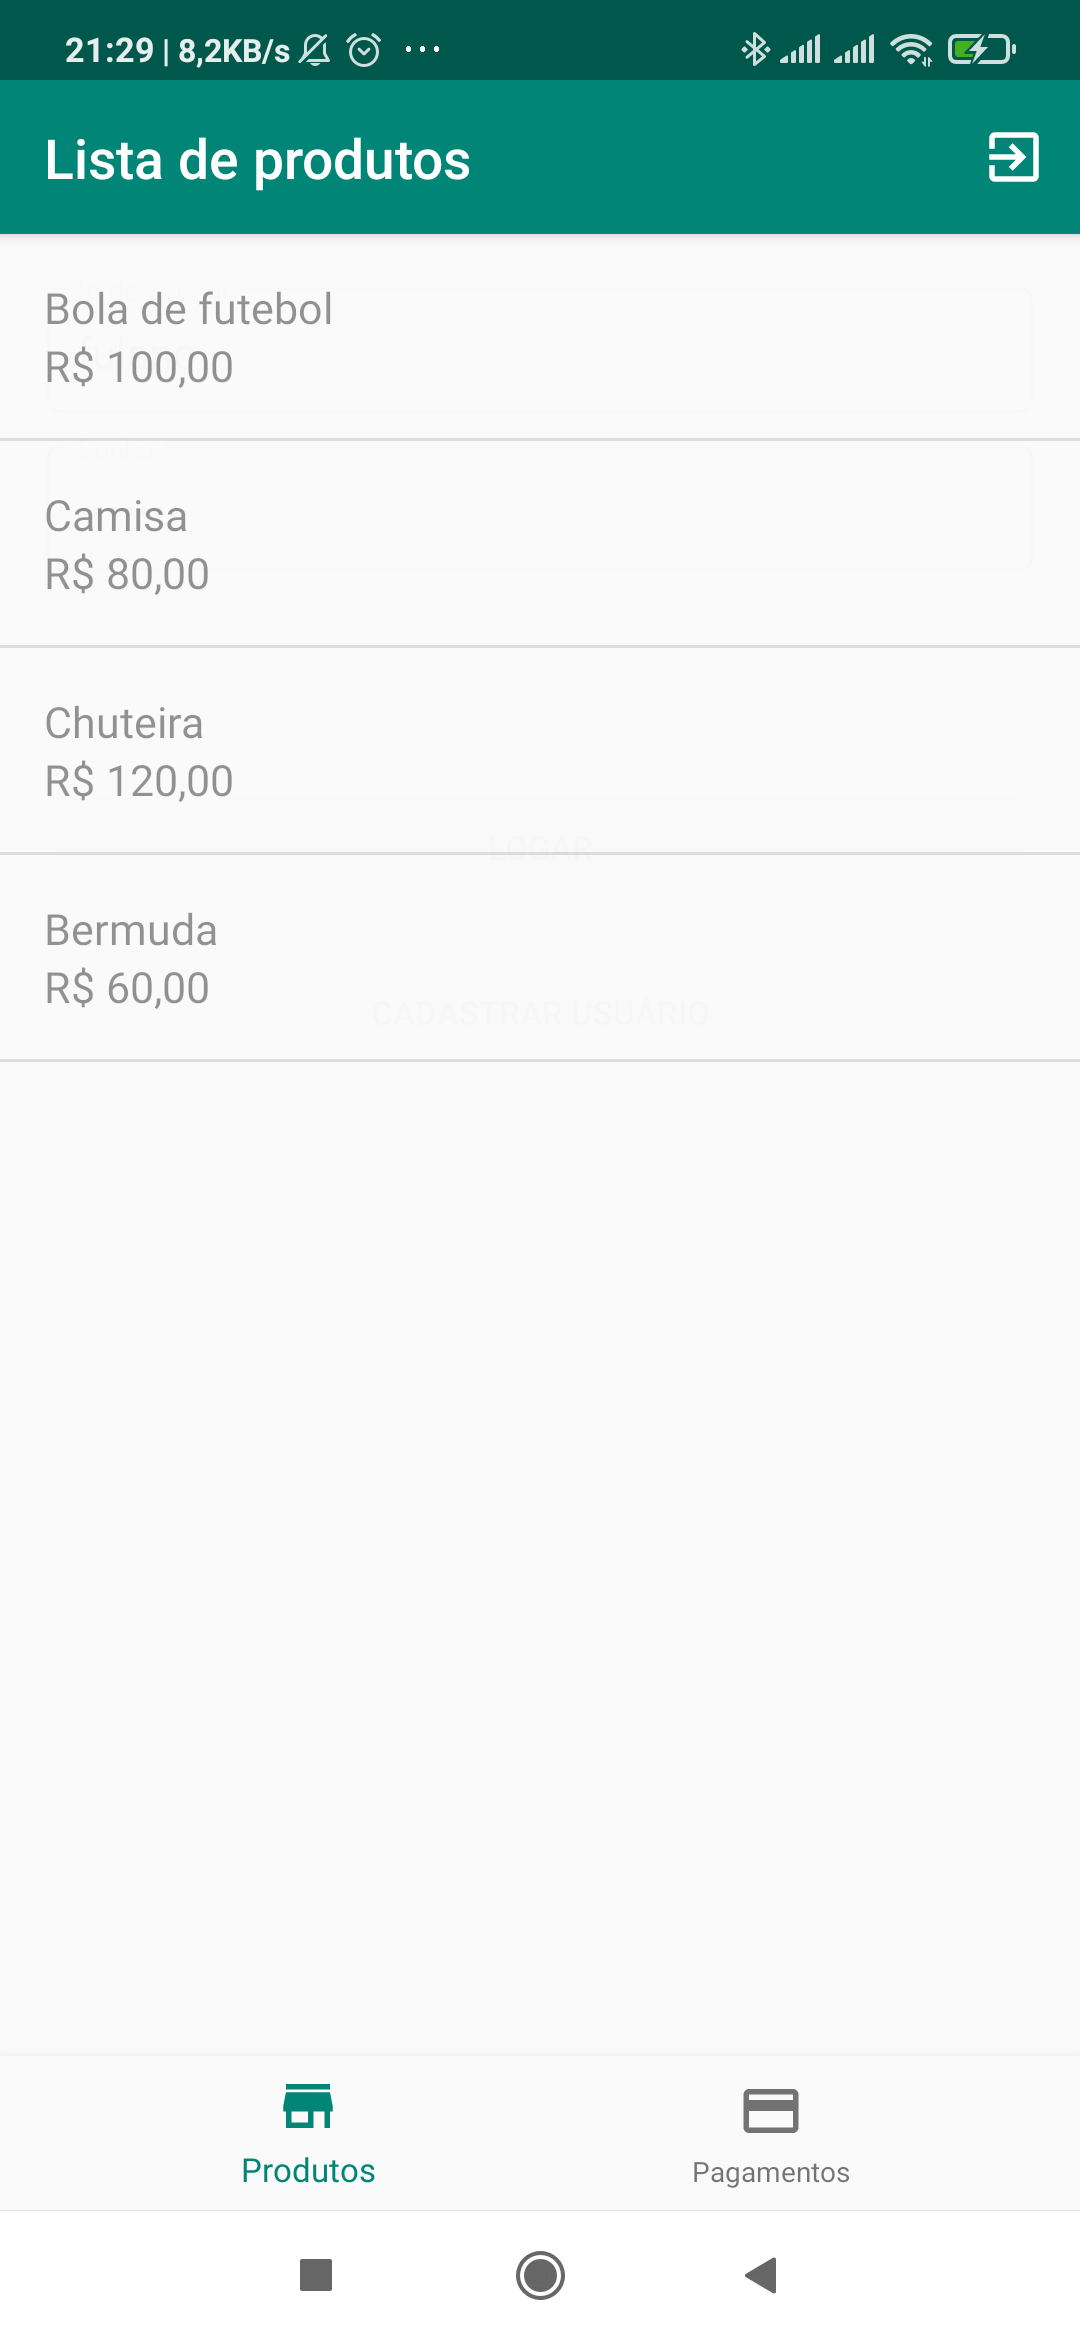 21:29 | 8,2KB/s ...
Lista de produtos
Bola de futebol
R$ 100,00
Senha
Camisa
R$ 80,00
Chuteira
R$ 120,00
LOGAR
Bermuda
R$ 60,00
CADASTRAR USUÁRIO
Produtos
Pagamentos